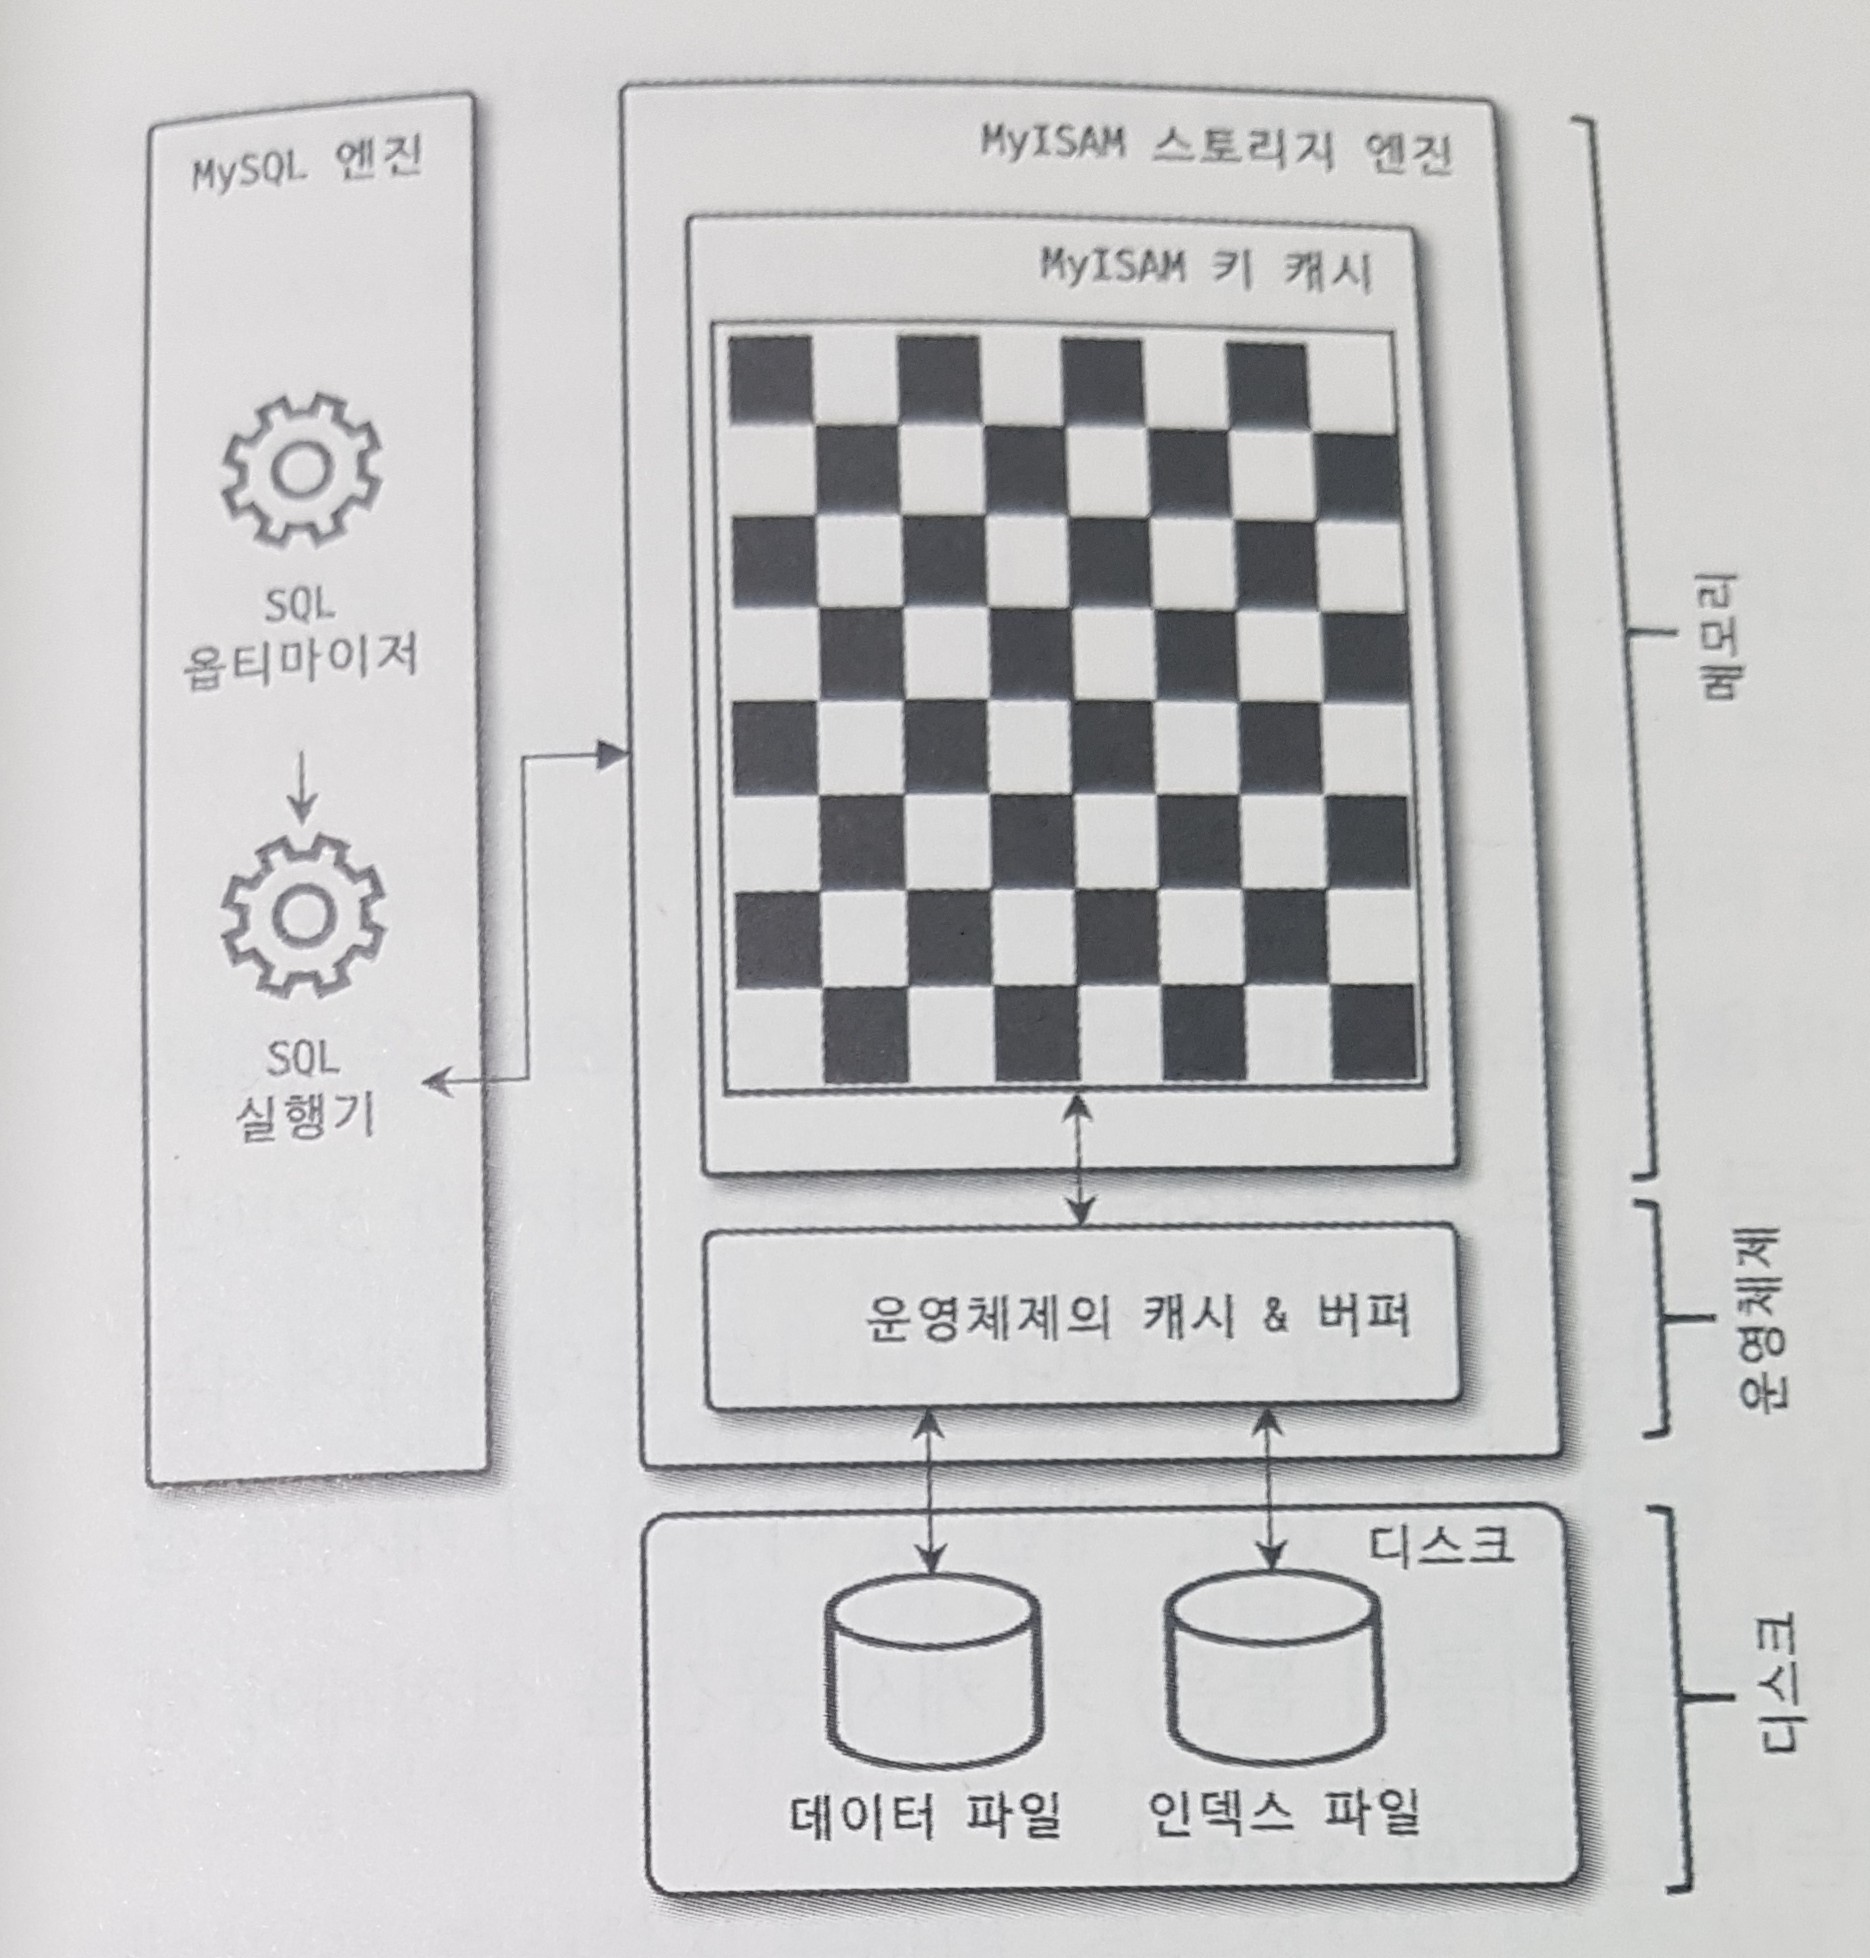 MySQL 엔진
SQL
옵티마이저
SQL
실행기
MyISAM 스토리지 엔진
MyISAM 키 캐시
운영체제의 캐시 & 버퍼
디스크
데이터 파일
인덱스 파일
메모리
운영체제
디스크